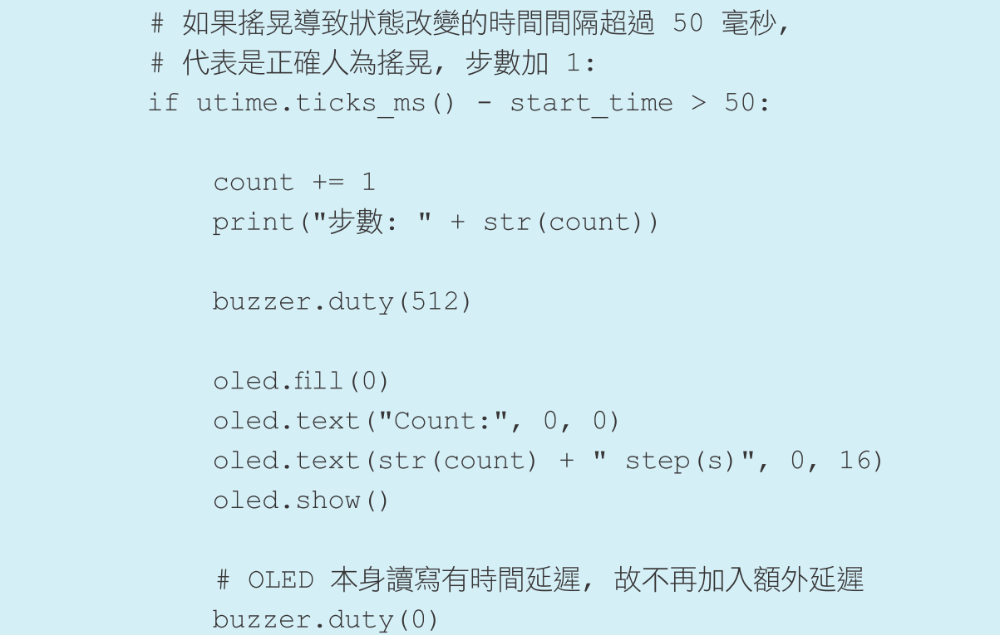 # 如果搖晃導致狀態改變的時間間隔超過 50 毫秒,
# 代表是正確人為搖晃, 步數加 1:
if utime.ticks_ms() - start_time > 50:
count += 1
print("步數: " + str(count))
buzzer.duty(512)
oled.fill(0)
oled.text("Count:", 0, 0)
oled.text(str(count) + " step(s)", 0, 16)
oled.show()
# OLED 本身讀寫有時間延遲, 故不再加入額外延遲
buzzer.duty(0)